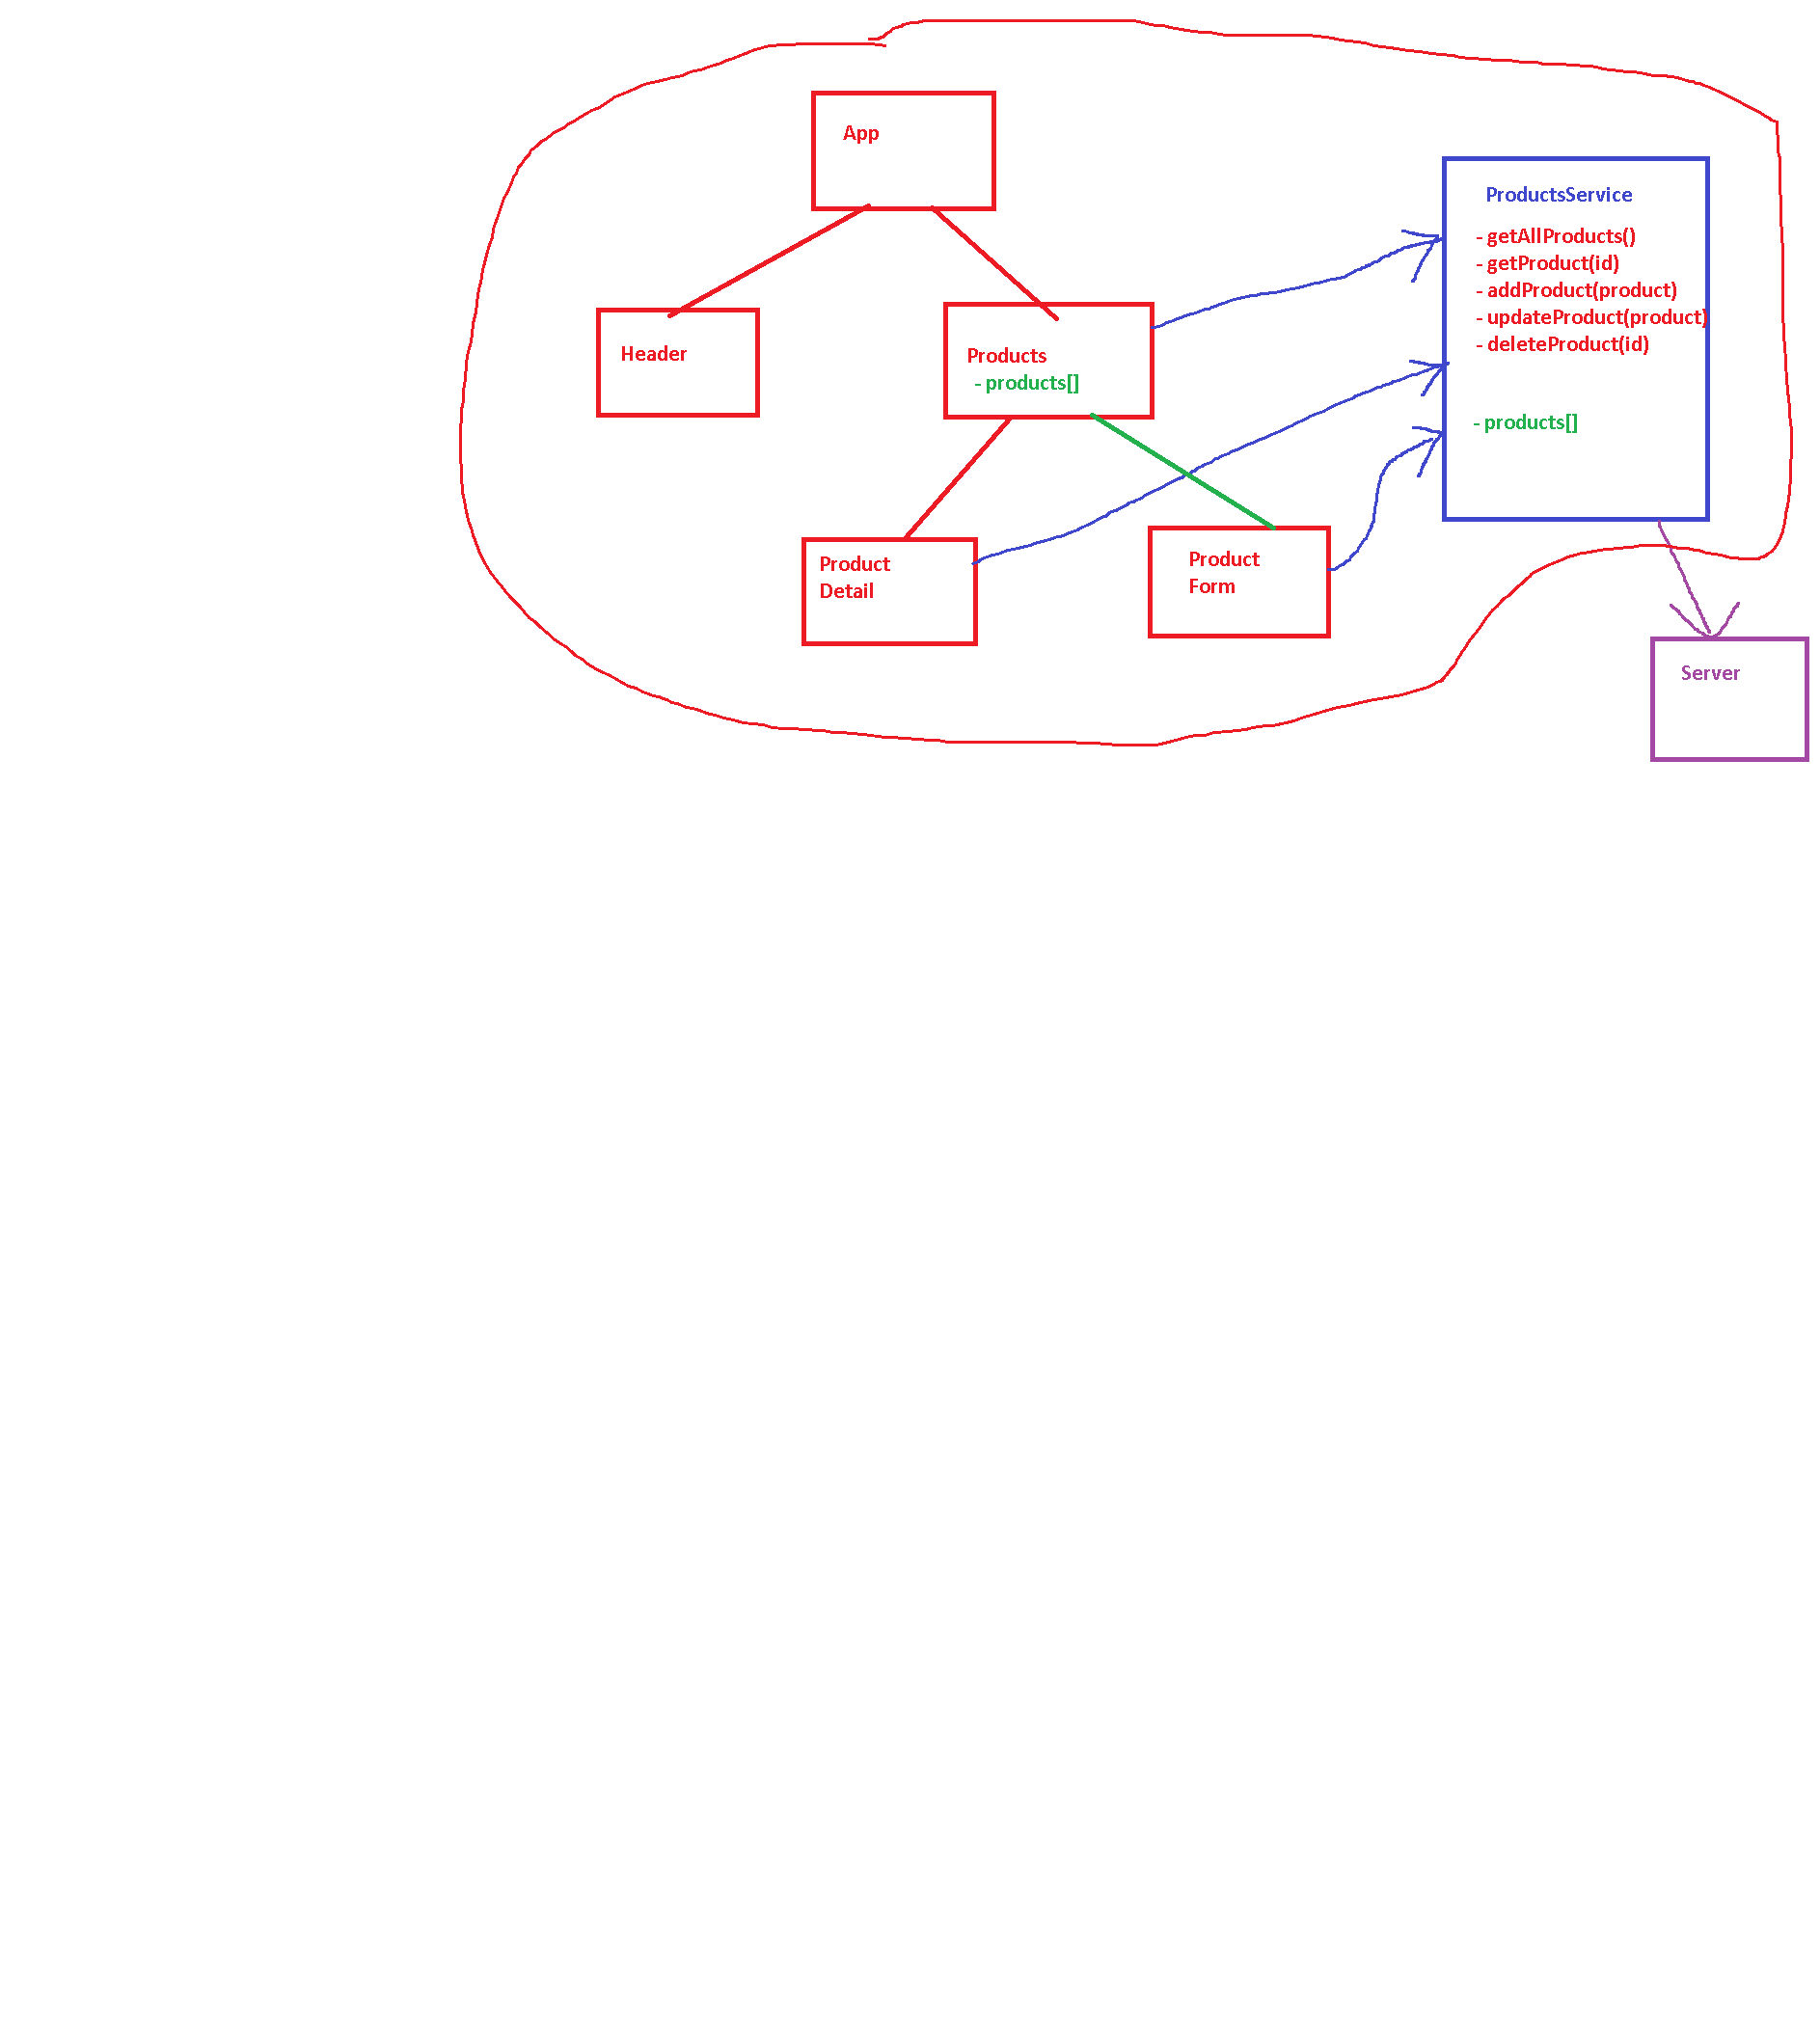 App
ProductsService
- getAllProducts()
- getProduct(id)
- addProduct(product)
- updateProduct(product)
- deleteProduct(id)
- products[]
Header
Products
- products[]
Product
Detail
Product
Form
Server